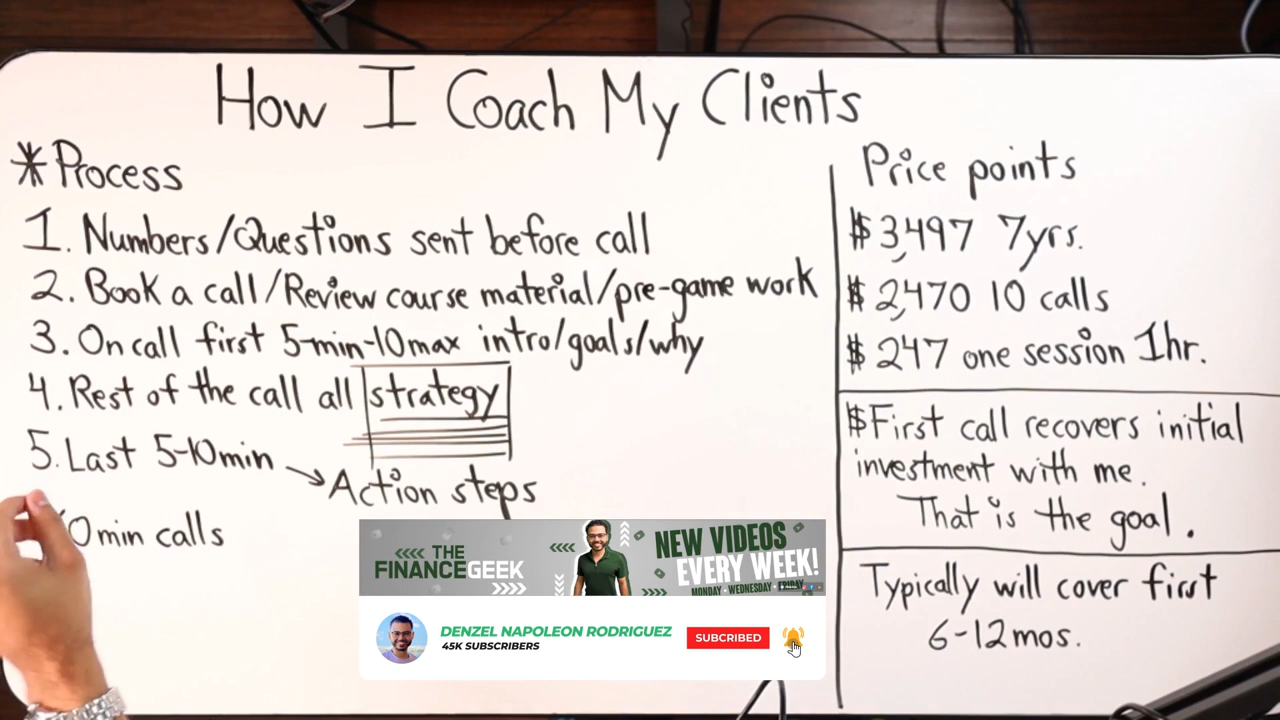 How I Coach My Clients
*Process
1. Numbers/Questions sent before call
2. Book a call/Review course material/pre-game work
3. On call first 5-min-10max intro/goals/why
4. Rest of the call all strategy
5. Last 5-10min → Action steps
0min calls
Price points
$3,497 7yrs.
$2,470 10 calls
$247 one session 1hr.
$First call recovers initial
investment with me.
That is the goal.
Typically will cover first
6-12mos.
<<<< THE
FINANCEGEEK
>>>>
NEW VIDEOS
EVERY WEEK!
MONDAY - WEDNESDAY - FRIDAY
DENZEL NAPOLEON RODRIGUEZ
45K SUBSCRIBERS
SUBCRIBED